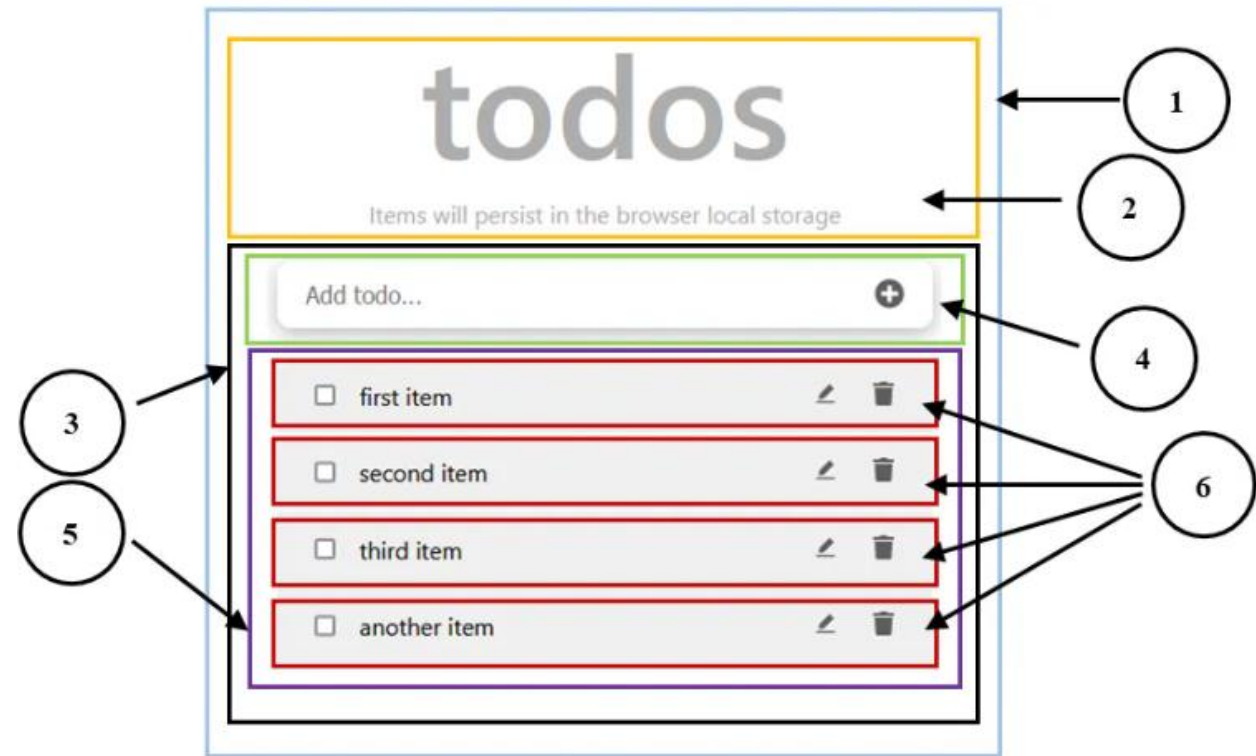 todos
1
Items will persist in the browser local storage
2
Add todo...
4
3
first item
second item
6
5
third item
another item